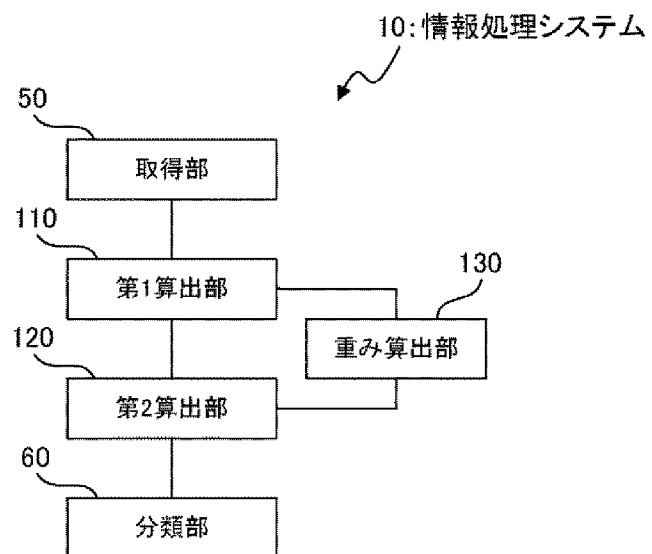 10:情報処理システム
50
取得部
110
第1算出部
130
重み算出部
120
第2算出部
60
分類部